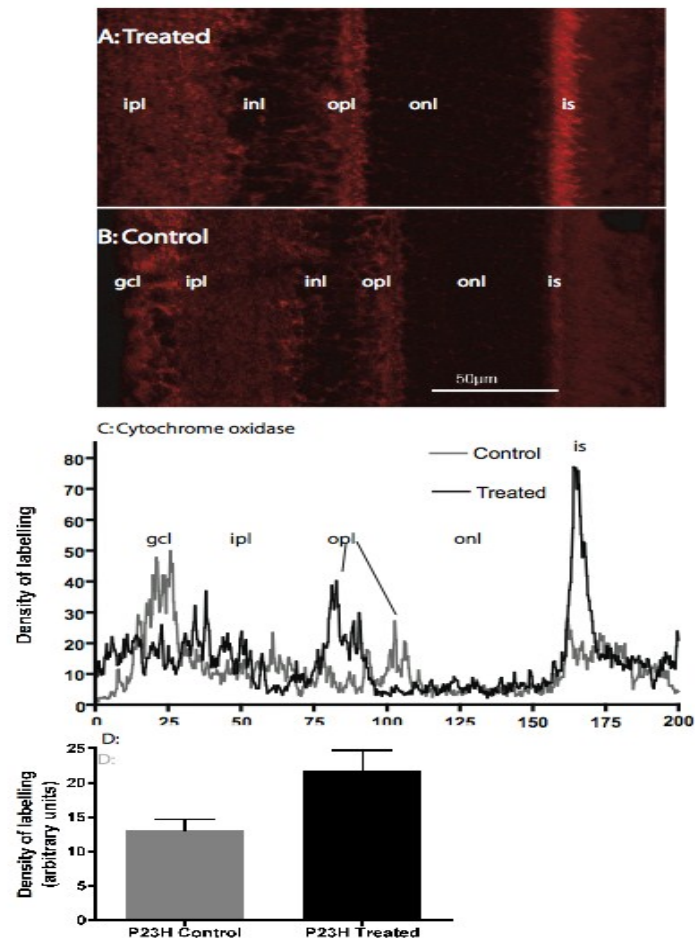 A: Treated
ipl inl opl onl is
B: Control
gcl ipl inl opl onl is
50µm
C: Cytochrome oxidase
is
Control
Treated
gcl ipl opl onl
Density of labelling
80
70
60
50
40
30
20
10
0
0 25 50 75 100 125 150 175 200
D:
D:
Density of labelling
(arbitrary units)
25
20
15
10
5
0
P23H Control P23H Treated